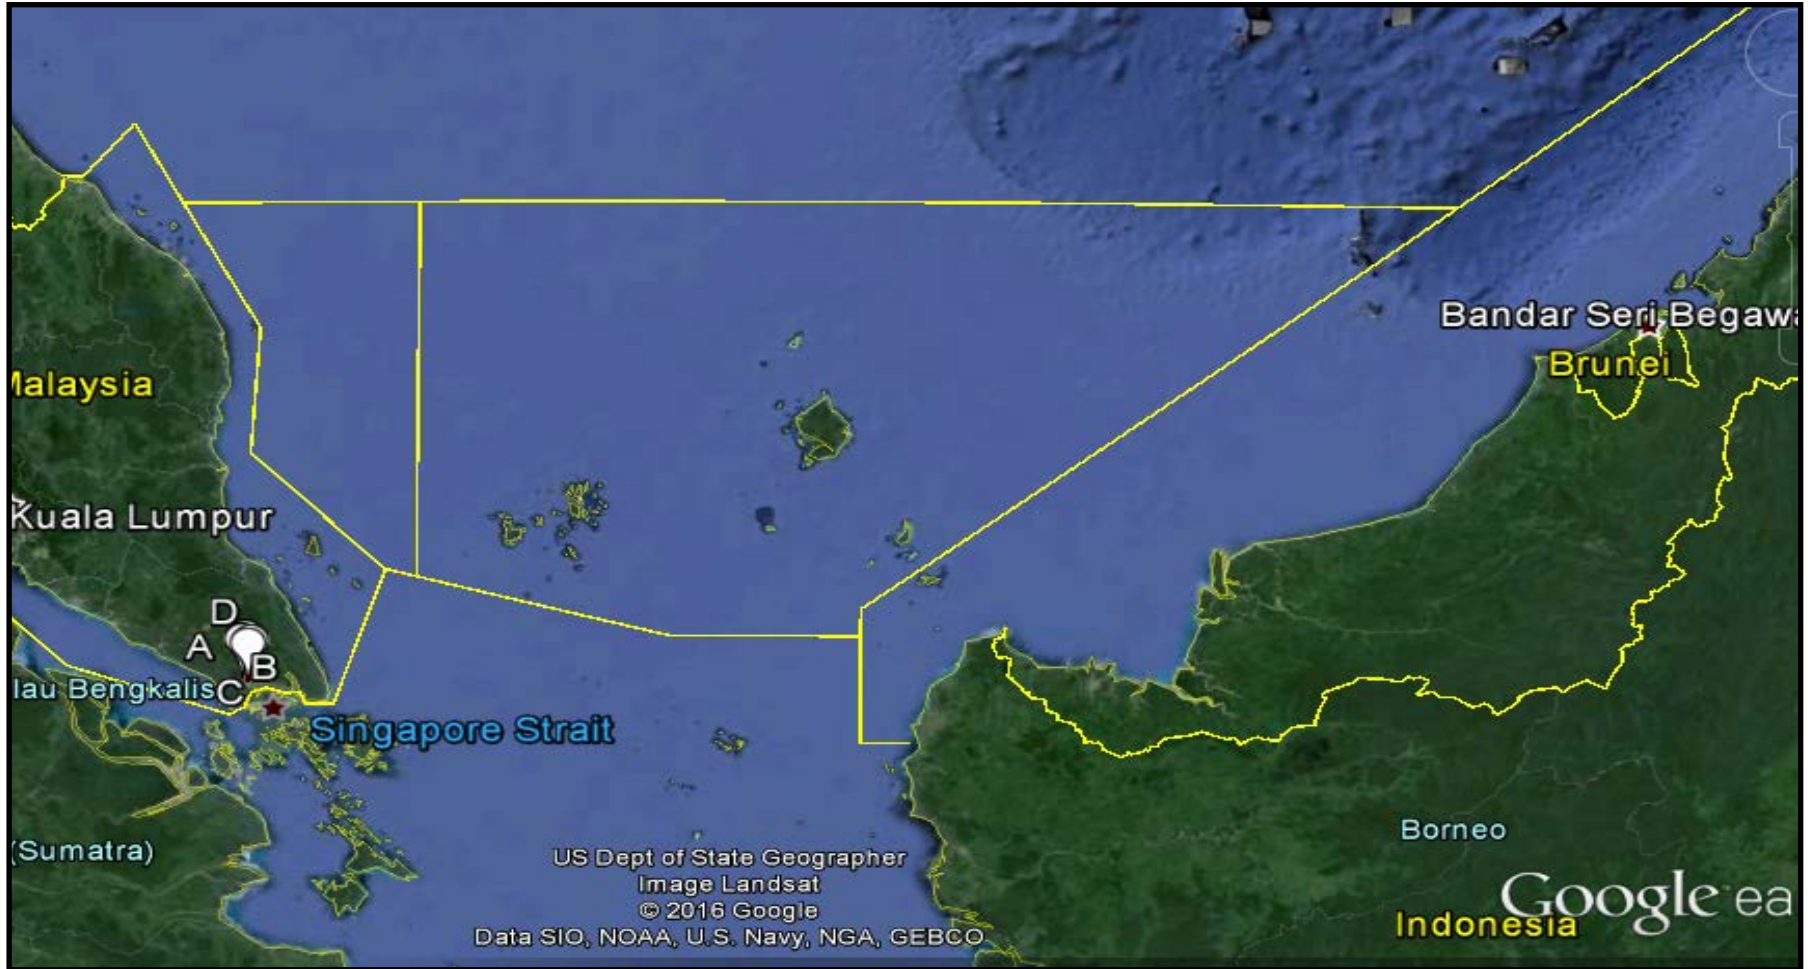 Bandar Seri Begawa
Brunei
Malaysia
Kuala Lumpur
D
A
B
lau Bengkalis
C
Singapore Strait
Borneo
(Sumatra)
US Dept of State Geographer
Image Landsat
© 2016 Google
Data SIO, NOAA, U.S. Navy, NGA, GEBCO
Google ea
Indonesia